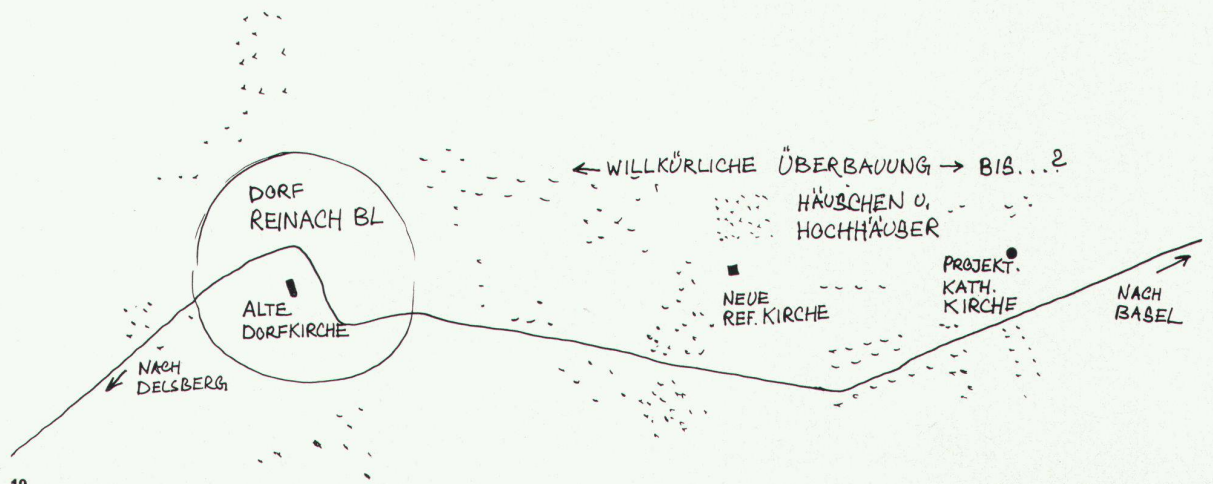 ← WILLKÜRLICHE ÜBERBAUUNG → BIS...?
HÄUSCHEN U.
HOCHHÄUSER
DORF
REINACH BL
ALTE
DORFKIRCHE
NEUE
REF. KIRCHE
PROJEKT.
KATH.
KIRCHE
NACH
BASEL
NACH
DELSBERG